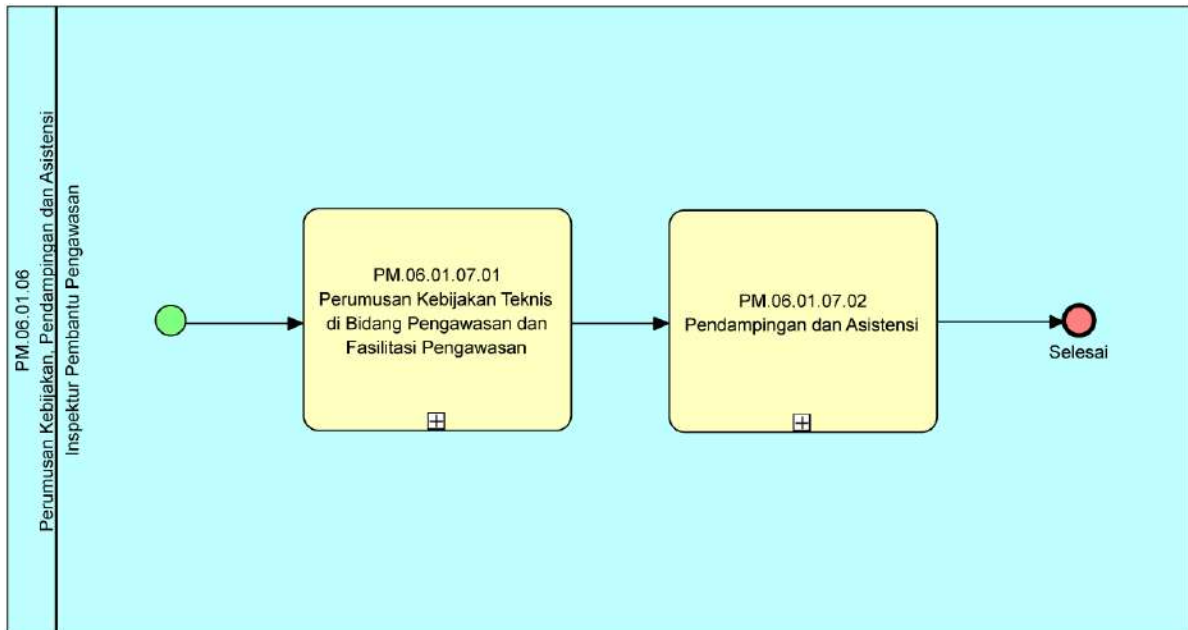 PM.06.01.06
Perumusan Kebijakan, Pendampingan dan Asistensi
Inspektur Pembantu Pengawasan
PM.06.01.07.01
Perumusan Kebijakan Teknis
di Bidang Pengawasan dan
Fasilitasi Pengawasan
PM.06.01.07.02
Pendampingan dan Asistensi
Selesai